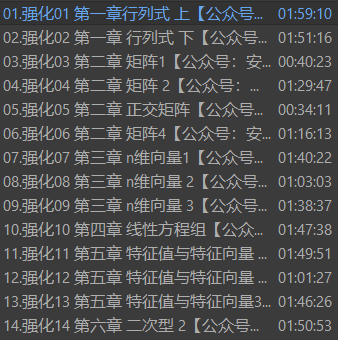 01.强化01 第一章行列式 上【公众号... 01:59:10
02.强化02 第一章 行列式 下【公众号... 01:51:16
03.强化03 第二章 矩阵1【公众号：安... 00:40:23
04.强化04 第二章 矩阵 2【公众号：... 01:29:47
05.强化05 第二章 正交矩阵【公众号... 00:34:11
06.强化06 第二章 矩阵4【公众号：安... 01:16:13
07.强化07 第三章 n维向量1【公众号... 01:40:22
08.强化08 第三章 n维向量 2【公众号... 01:03:03
09.强化09 第三章 n维向量 3【公众号... 01:38:37
10.强化10 第四章 线性方程组【公众... 01:47:38
11.强化11 第五章 特征值与特征向量 ... 01:49:51
12.强化12 第五章 特征值与特征向量 ... 01:01:27
13.强化13 第五章 特征值与特征向量3... 01:46:26
14.强化14 第六章 二次型 2【公众号... 01:50:53